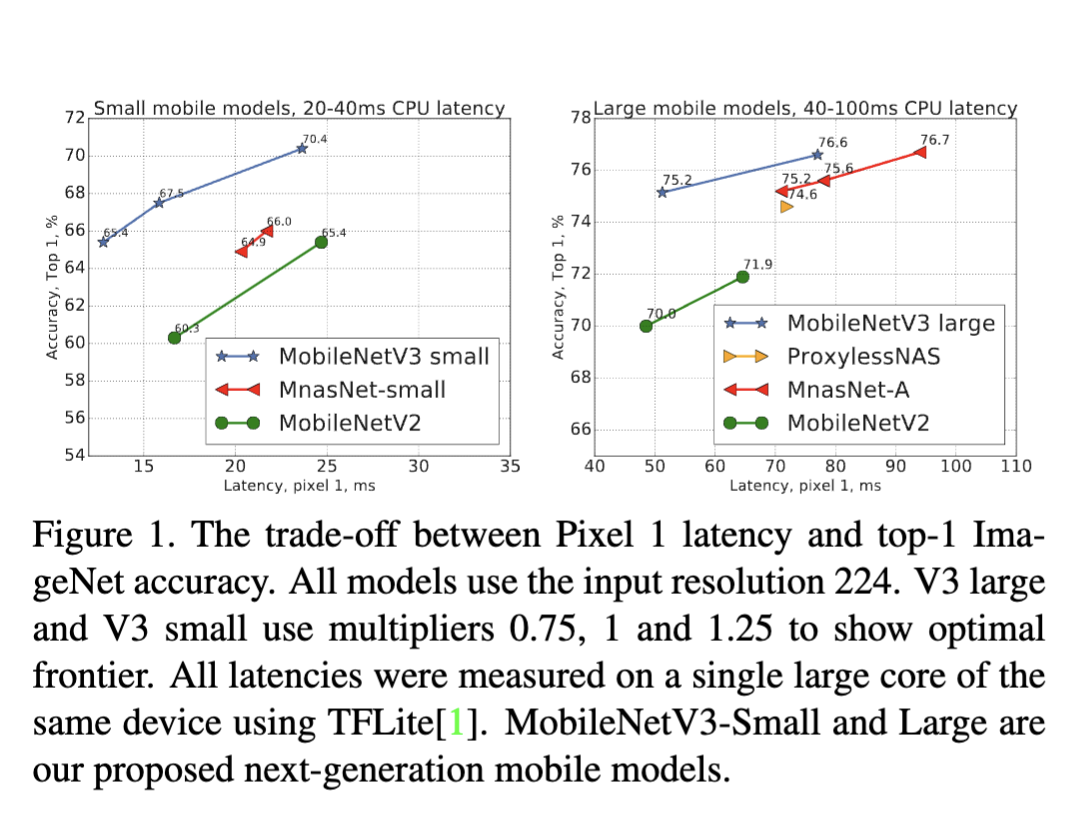 Small mobile models, 20-40ms CPU latency
72
70
68
66
64
62
60
58
56
54
Accuracy, Top 1, %
65.4
67.5
70.4
64.9
66.0
60.3
65.4
MobileNetV3 small
MnasNet-small
MobileNetV2
15 20 25 30 35
Latency, pixel 1, ms
Large mobile models, 40-100ms CPU latency
78
76
74
72
70
68
66
Accuracy, Top 1, %
75.2
76.6
75.2
75.6
76.7
74.6
70.0
71.9
MobileNetV3 large
ProxylessNAS
MnasNet-A
MobileNetV2
40 50 60 70 80 90 100 110
Latency, pixel 1, ms
Figure 1. The trade-off between Pixel 1 latency and top-1 Ima-
geNet accuracy. All models use the input resolution 224. V3 large
and V3 small use multipliers 0.75, 1 and 1.25 to show optimal
frontier. All latencies were measured on a single large core of the
same device using TFLite[1]. MobileNetV3-Small and Large are
our proposed next-generation mobile models.